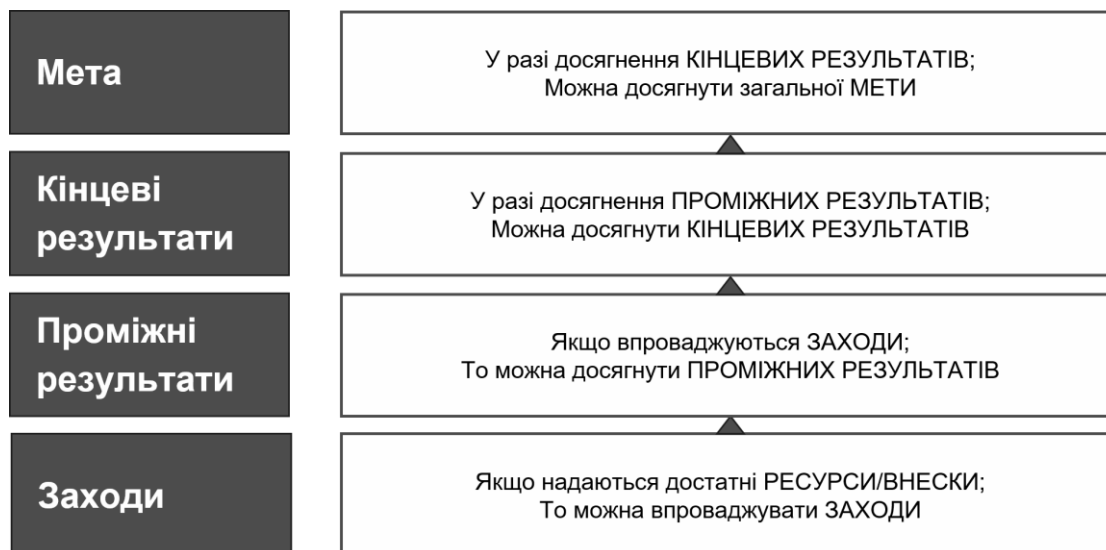 Мета
У разі досягнення КІНЦЕВИХ РЕЗУЛЬТАТІВ;
Можна досягнути загальної МЕТИ
Кінцеві
результати
У разі досягнення ПРОМІЖНИХ РЕЗУЛЬТАТІВ;
Можна досягнути КІНЦЕВИХ РЕЗУЛЬТАТІВ
Проміжні
результати
Якщо впроваджуються ЗАХОДИ;
То можна досягнути ПРОМІЖНИХ РЕЗУЛЬТАТІВ
Заходи
Якщо надаються достатні РЕСУРСИ/ВНЕСКИ;
То можна впроваджувати ЗАХОДИ